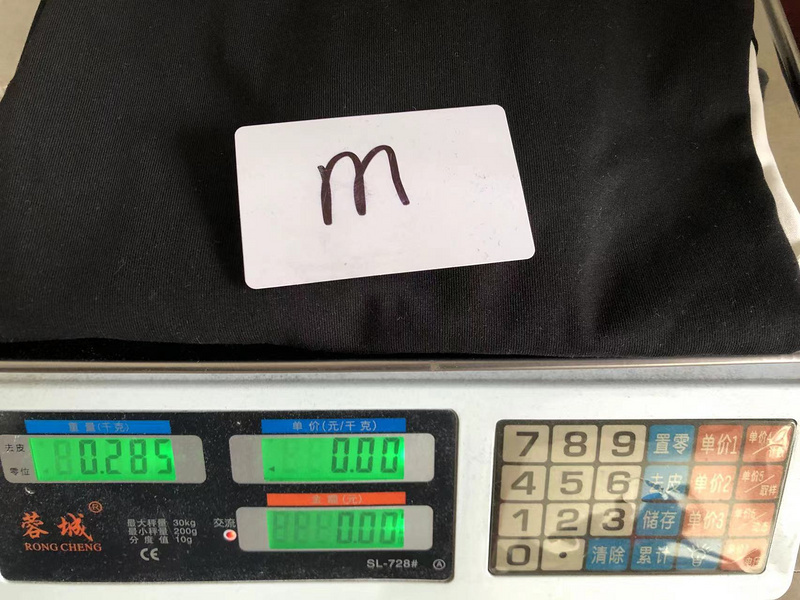 m
重量(千克)
单价(元/千克)
去皮
零位
0.285
0.00
金额(元)
0.00
蓉城®
RONG CHENG
最大秤量 30kg
最小秤量 200g
分度值 10g
CE
交流
SL-728# A
7 8 9 置零 单价1
4 5 6 去皮 单价2 单价5
1 2 3 储存 单价3
0 . 清除 累计